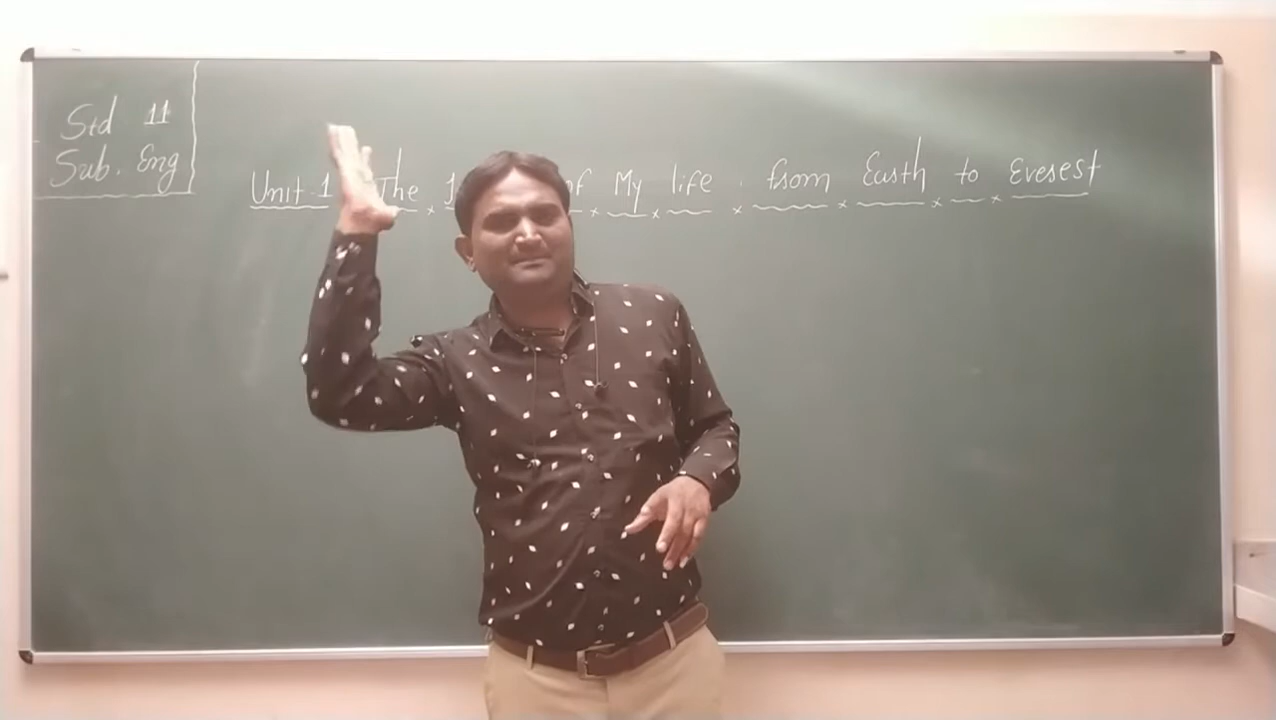 Std 11
Sub. Eng
Unit 1 The of My life . from Earth to Everest